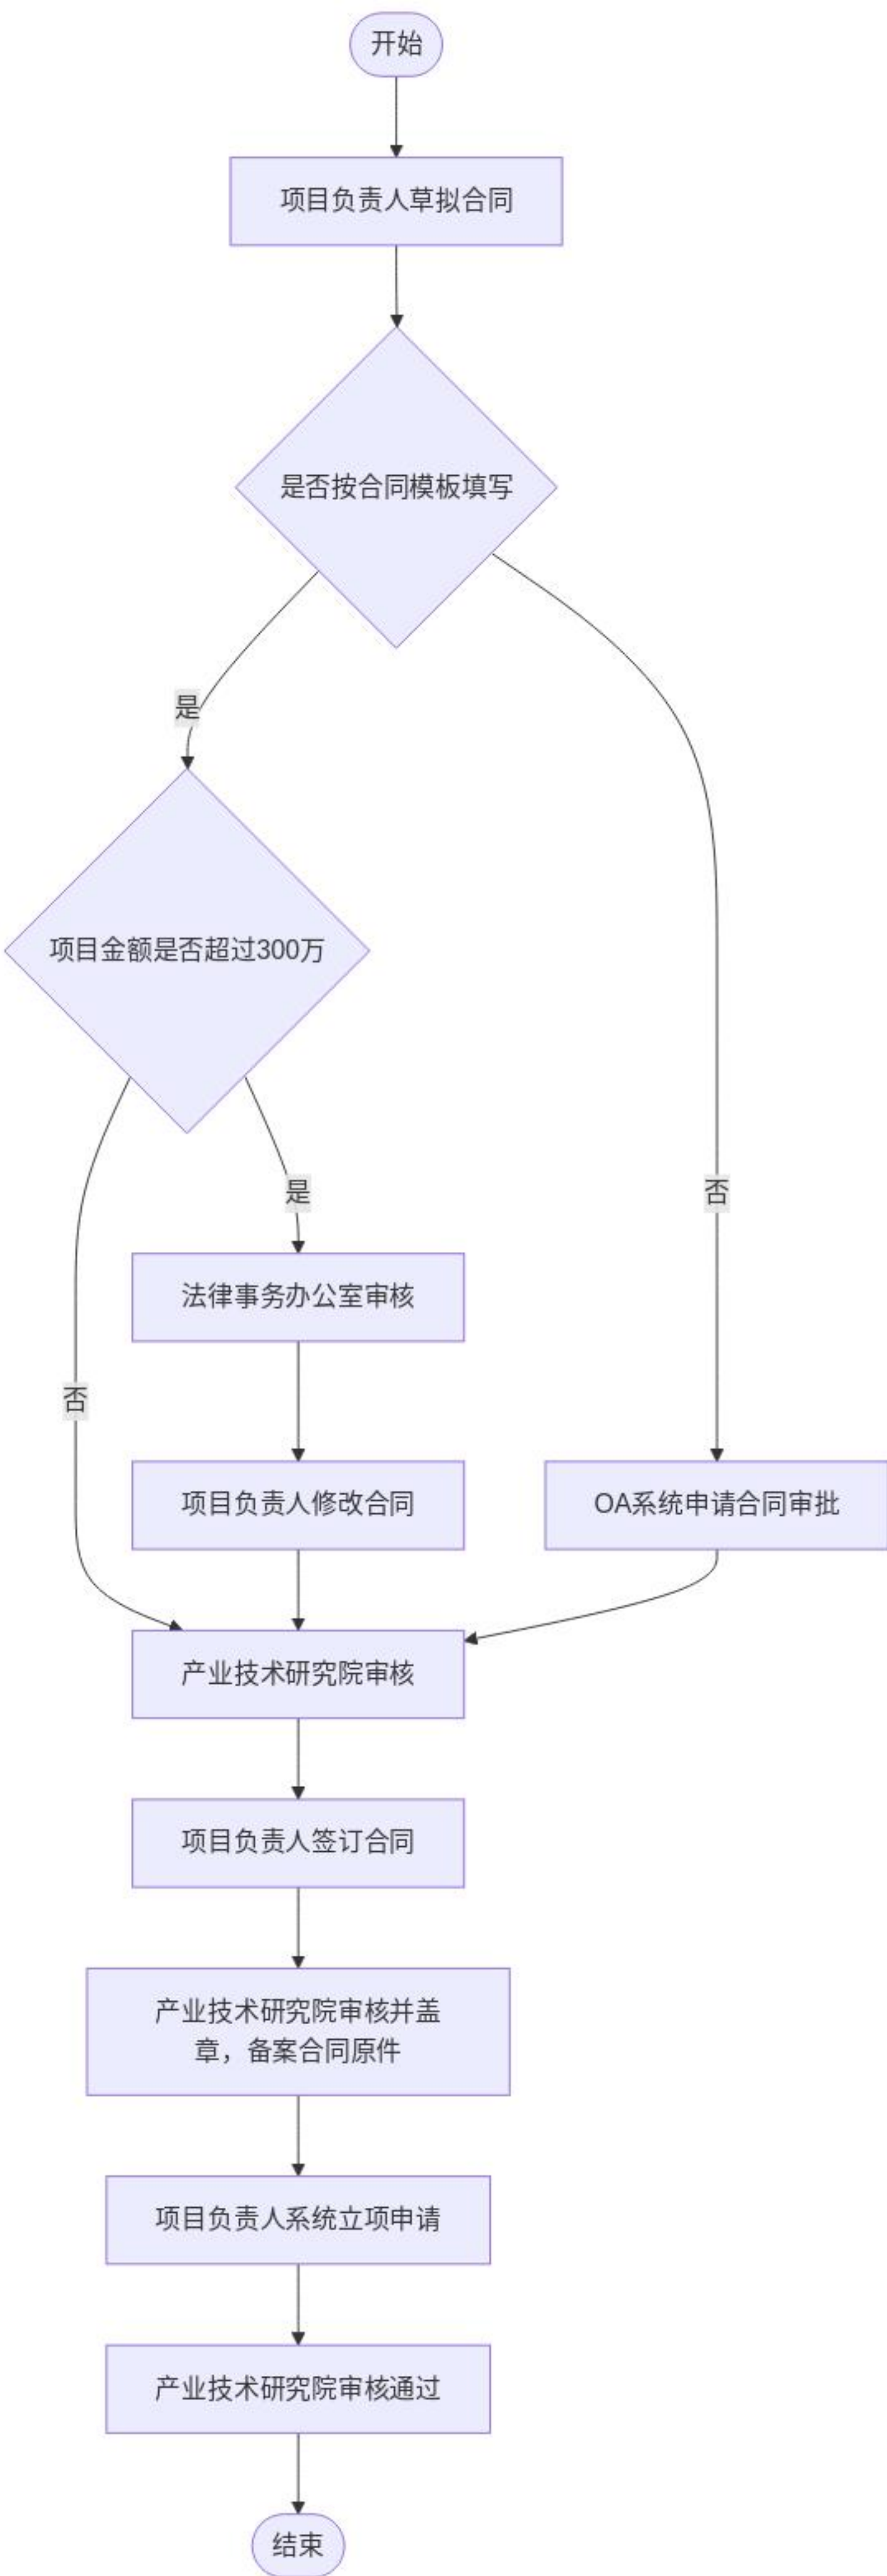 开始
项目负责人草拟合同
是否按合同模板填写
是
项目金额是否超过300万
是
否
法律事务办公室审核
否
项目负责人修改合同
OA系统申请合同审批
产业技术研究院审核
项目负责人签订合同
产业技术研究院审核并盖
章，备案合同原件
项目负责人系统立项申请
产业技术研究院审核通过
结束